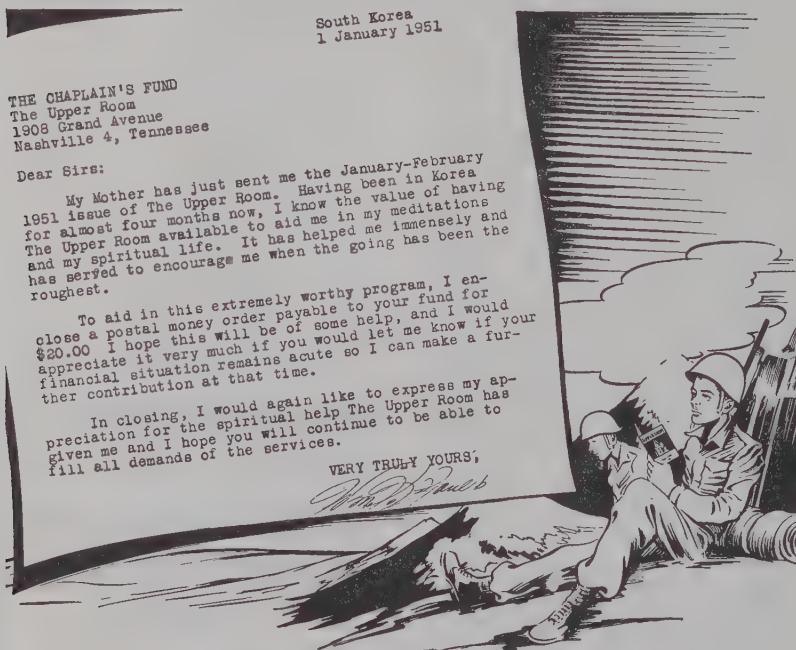 South Korea
1 January 1951
THE CHAPLAIN'S FUND
The Upper Room
1908 Grand Avenue
Nashville 4, Tennessee
Dear Sirs:
My Mother has just sent me the January-February
1951 issue of The Upper Room. Having been in Korea
for almost four months now, I know the value of having
The Upper Room available to aid me in my meditations
and my spiritual life. It has helped me immensely and
has served to encourage me when the going has been the
roughest.
To aid in this extremely worthy program, I en-
close a postal money order payable to your fund for
$20.00 I hope this will be of some help, and I would
appreciate it very much if you would let me know if your
financial situation remains acute so I can make a fur-
ther contribution at that time.
In closing, I would again like to express my ap-
preciation for the spiritual help The Upper Room has
given me and I hope you will continue to be able to
fill all demands of the services.
VERY TRULY YOURS,